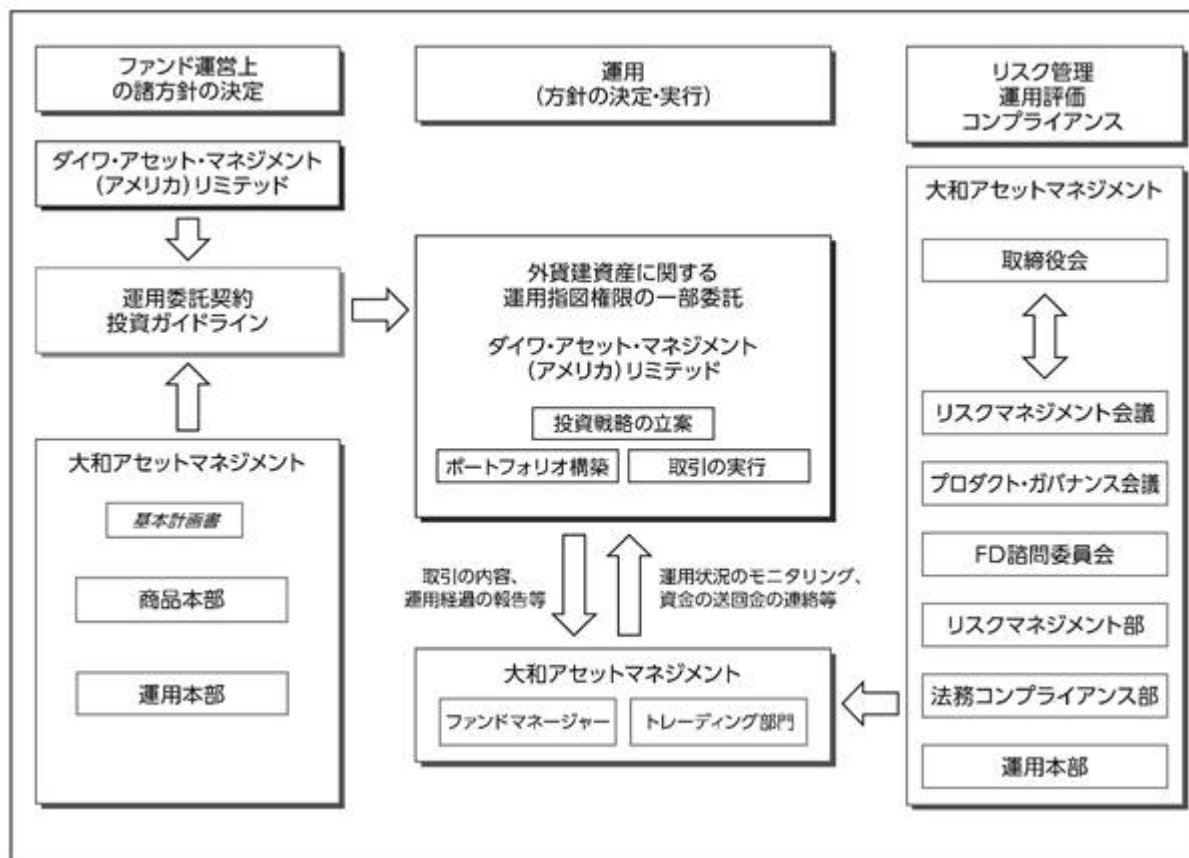 ファンド運営上
の諸方針の決定
ダイワ・アセット・マネジメント
(アメリカ)リミテッド
運用委託契約
投資ガイドライン
大和アセットマネジメント
基本計画書
商品本部
運用本部
運用
(方針の決定・実行)
外貨建資産に関する
運用指図権限の一部委託
ダイワ・アセット・マネジメント
(アメリカ)リミテッド
投資戦略の立案
ポートフォリオ構築
取引の実行
取引の内容、
運用経過の報告等
運用状況のモニタリング、
資金の送回金の連絡等
大和アセットマネジメント
ファンドマネージャー
トレーディング部門
リスク管理
運用評価
コンプライアンス
大和アセットマネジメント
取締役会
リスクマネジメント会議
プロダクト・ガバナンス会議
FD諮問委員会
リスクマネジメント部
法務コンプライアンス部
運用本部